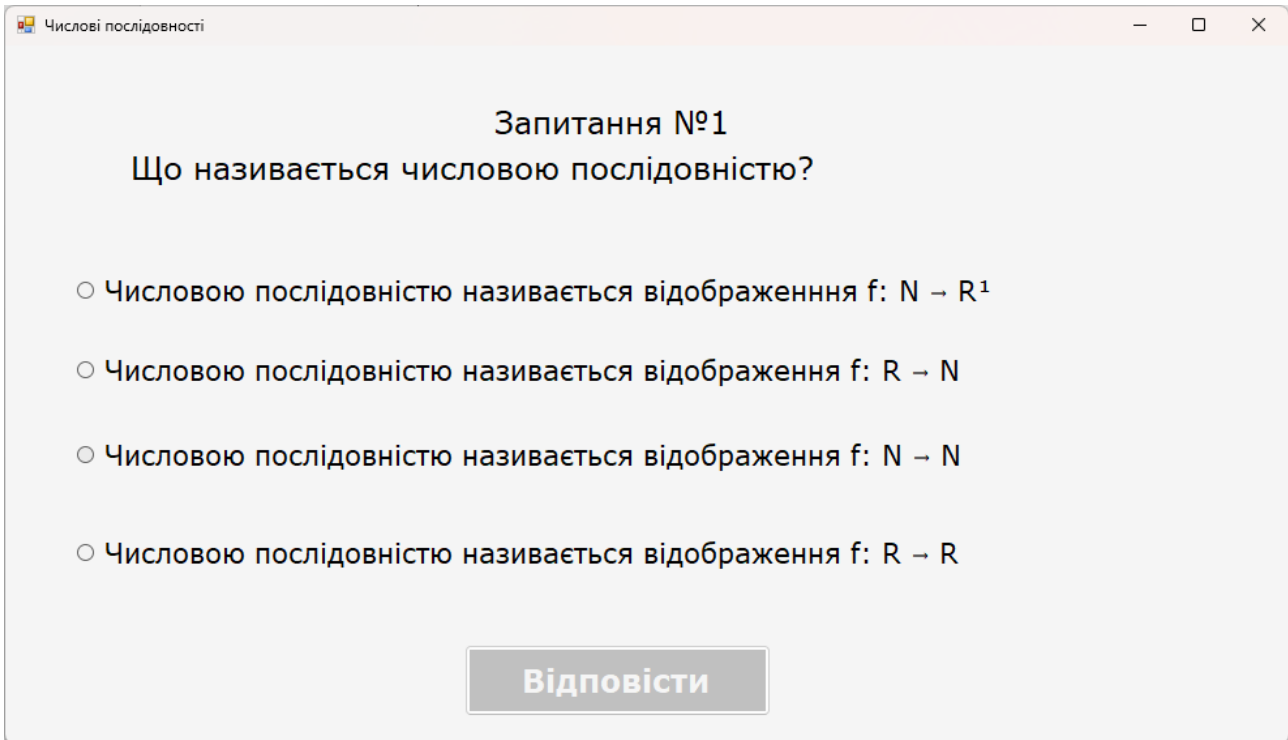 Числові послідовності
Запитання №1
Що називається числовою послідовністю?
Числовою послідовністю називається відображенння f: N → R¹
Числовою послідовністю називається відображення f: R → N
Числовою послідовністю називається відображення f: N → N
Числовою послідовністю називається відображення f: R → R
Відповісти